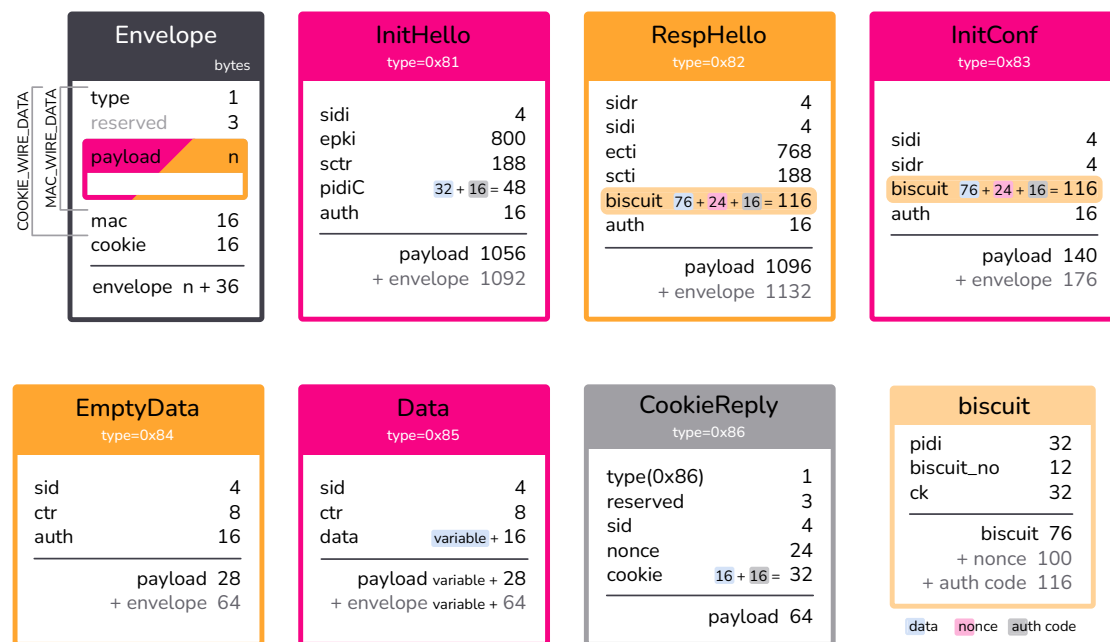 Envelope
bytes
COOKIE_WIRE_DATA
MAC_WIRE_DATA
type 1
reserved 3
payload n
mac 16
cookie 16
envelope n + 36
InitHello
type=0x81
sidi 4
epki 800
sctr 188
pidiC 32 + 16 = 48
auth 16
payload 1056
+ envelope 1092
RespHello
type=0x82
sidr 4
sidi 4
ecti 768
scti 188
biscuit 76 + 24 + 16 = 116
auth 16
payload 1096
+ envelope 1132
InitConf
type=0x83
sidi 4
sidr 4
biscuit 76 + 24 + 16 = 116
auth 16
payload 140
+ envelope 176
EmptyData
type=0x84
sid 4
ctr 8
auth 16
payload 28
+ envelope 64
Data
type=0x85
sid 4
ctr 8
data variable + 16
payload variable + 28
+ envelope variable + 64
CookieReply
type=0x86
type(0x86) 1
reserved 3
sid 4
nonce 24
cookie 16 + 16 = 32
payload 64
biscuit
pidi 32
biscuit_no 12
ck 32
biscuit 76
+ nonce 100
+ auth code 116
data nonce auth code